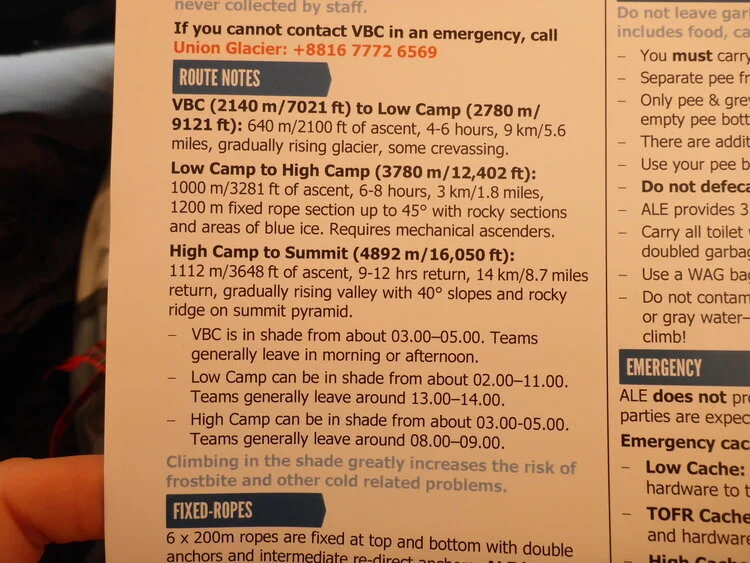 never collected by staff.
If you cannot contact VBC in an emergency, call
Union Glacier: +8816 7772 6569
ROUTE NOTES
VBC (2140 m/7021 ft) to Low Camp (2780 m/
9121 ft): 640 m/2100 ft of ascent, 4-6 hours, 9 km/5.6
miles, gradually rising glacier, some crevassing.
Low Camp to High Camp (3780 m/12,402 ft):
1000 m/3281 ft of ascent, 6-8 hours, 3 km/1.8 miles,
1200 m fixed rope section up to 45° with rocky sections
and areas of blue ice. Requires mechanical ascenders.
High Camp to Summit (4892 m/16,050 ft):
1112 m/3648 ft of ascent, 9-12 hrs return, 14 km/8.7 miles
return, gradually rising valley with 40° slopes and rocky
ridge on summit pyramid.
– VBC is in shade from about 03.00–05.00. Teams
generally leave in morning or afternoon.
– Low Camp can be in shade from about 02.00–11.00.
Teams generally leave around 13.00–14.00.
– High Camp can be in shade from about 03.00-05.00.
Teams generally leave around 08.00–09.00.
Climbing in the shade greatly increases the risk of
frostbite and other cold related problems.
FIXED-ROPES
6 x 200m ropes are fixed at top and bottom with double
anchors and intermediate re-direct
Do not leave
includes food,
– You must carry
– Separate pee
– Only pee &
empty pee
– There are
– Use your pee
– Do not
– ALE provides 3
– Carry all toilet
doubled
– Use a WAG
– Do not
or gray water–
climb!
EMERGENCY
ALE does not
parties are
Emergency
– Low Cache:
hardware to
– TOFR Cache
and hardware
– High